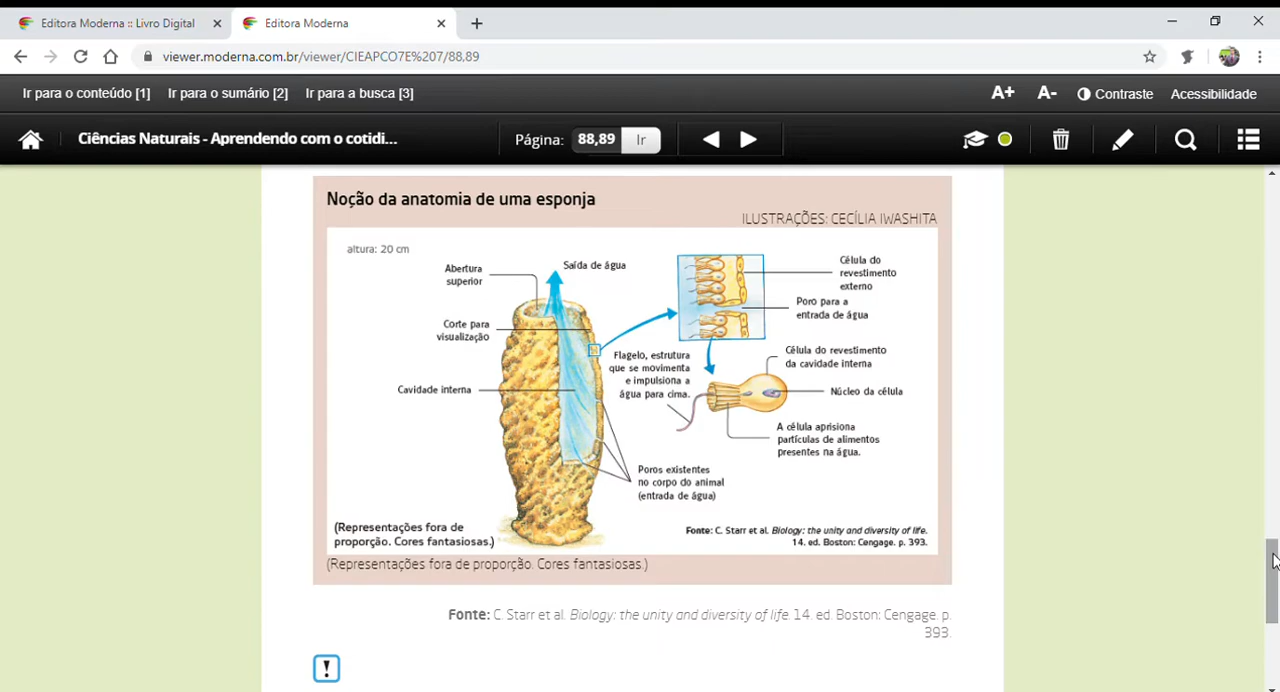 Editora Moderna :: Livro Digital
Editora Moderna
viewer.moderna.com.br/viewer/CIEAPCO7E%207/88,89
Ir para o conteúdo [1] Ir para o sumário [2] Ir para a busca [3]
A+ A- Contraste Acessibilidade
Ciências Naturais - Aprendendo com o cotidi...
Página: 88,89 Ir
Noção da anatomia de uma esponja
ILUSTRAÇÕES: CECÍLIA IWASHITA
altura: 20 cm
Abertura
superior
Saída de água
Célula do
revestimento
externo
Poro para a
entrada de água
Corte para
visualização
Flagelo, estrutura
que se movimenta
e impulsiona a
água para cima.
Célula do revestimento
da cavidade interna
Cavidade interna
Núcleo da célula
A célula aprisiona
partículas de alimentos
presentes na água.
Poros existentes
no corpo do animal
(entrada de água)
(Representações fora de
proporção. Cores fantasiosas.)
Fonte: C. Starr et al. Biology: the unity and diversity of life.
14. ed. Boston: Cengage. p. 393.
(Representações fora de proporção. Cores fantasiosas.)
Fonte: C. Starr et al. Biology: the unity and diversity of life. 14. ed. Boston: Cengage. p.
393.
!